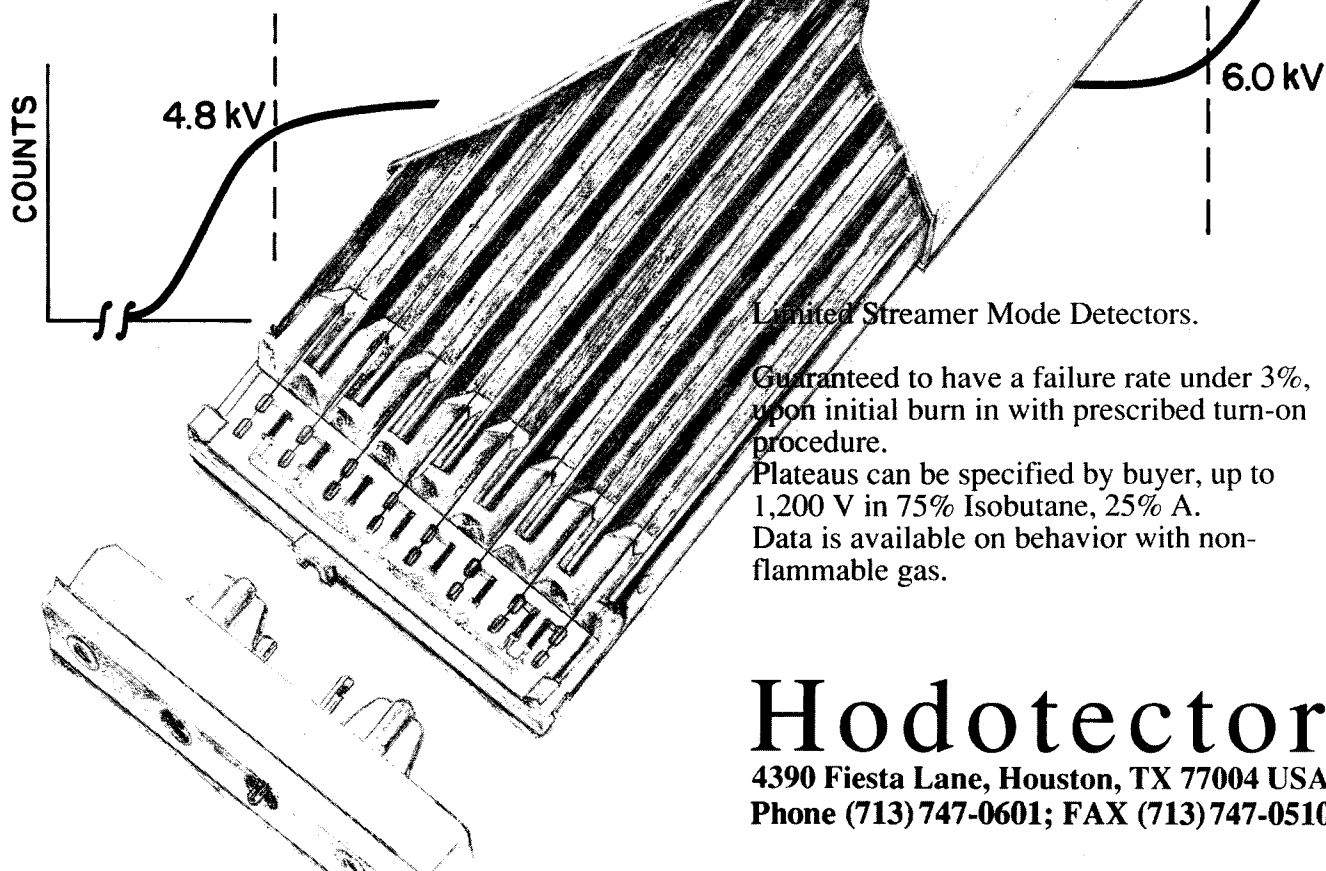 COUNTS
4.8 kV
6.0 kV
Limited Streamer Mode Detectors.
Guaranteed to have a failure rate under 3%,
upon initial burn in with prescribed turn-on
procedure.
Plateaus can be specified by buyer, up to
1,200 V in 75% Isobutane, 25% A.
Data is available on behavior with non-
flammable gas.
Hodotector
4390 Fiesta Lane, Houston, TX 77004 USA
Phone (713) 747-0601; FAX (713) 747-0510